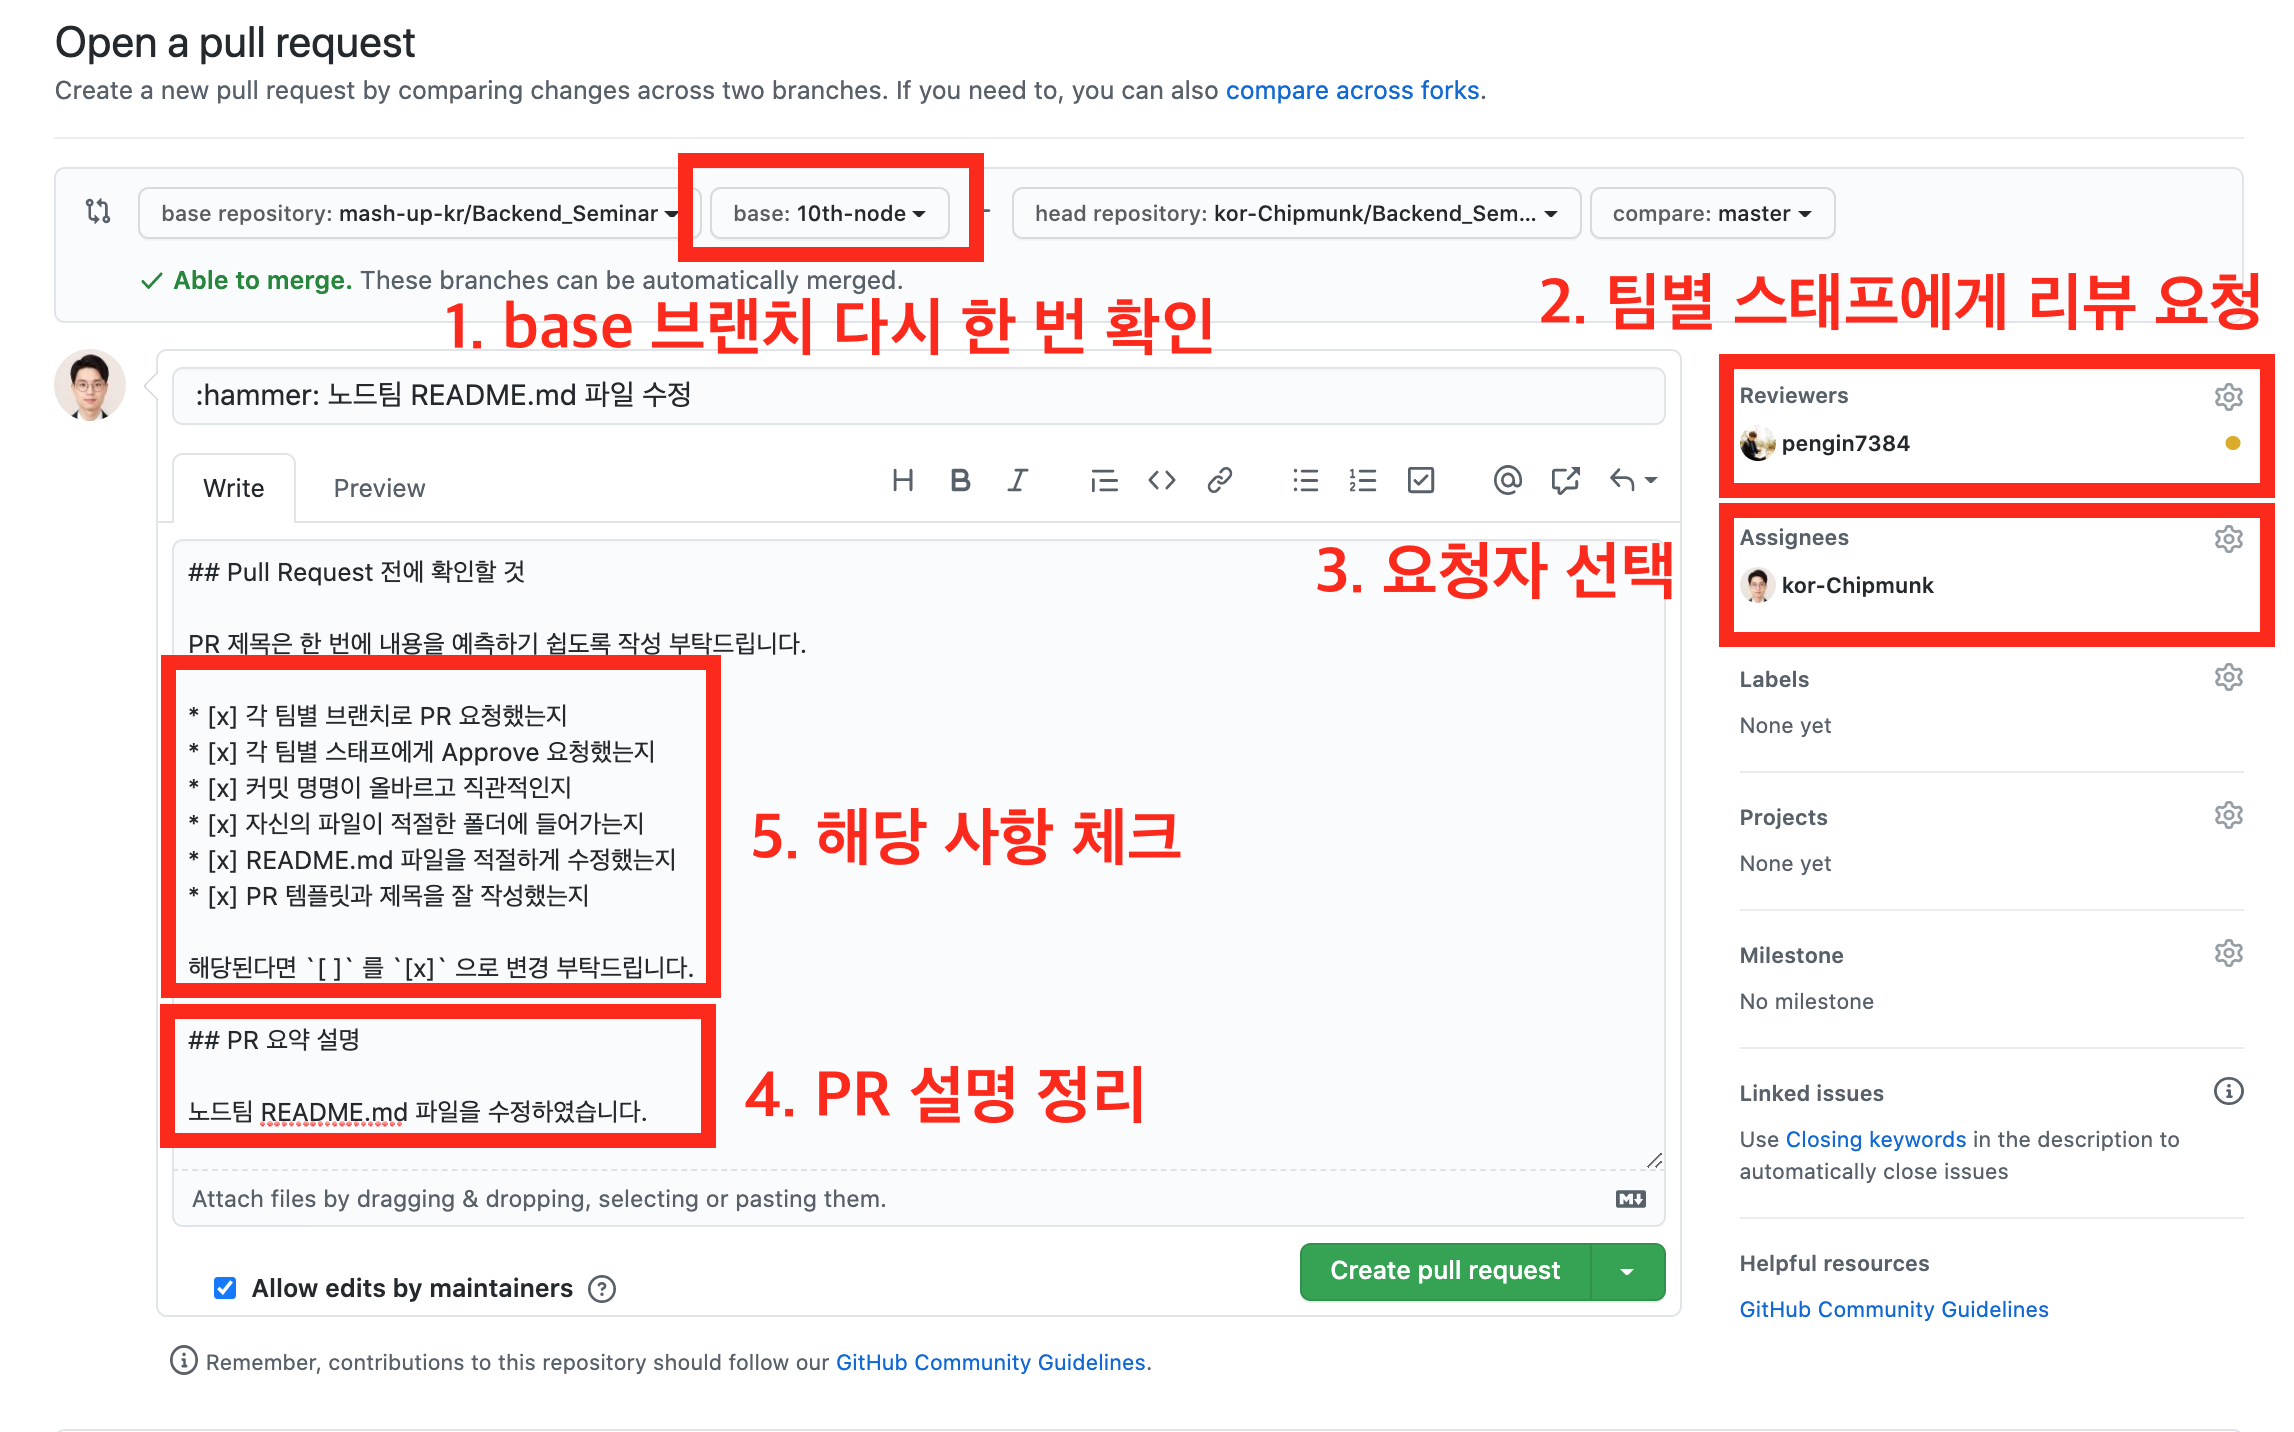 Open a pull request
Create a new pull request by comparing changes across two branches. If you need to, you can also compare across forks.
base repository: mash-up-kr/Backend_Seminar
base: 10th-node
head repository: kor-Chipmunk/Backend_Sem...
compare: master
Able to merge. These branches can be automatically merged.
1. base 브랜치 다시 한 번 확인
2. 팀별 스태프에게 리뷰 요청
:hammer: 노드팀 README.md 파일 수정
Write
Preview
Reviewers
pengin7384
3. 요청자 선택
Assignees
kor-Chipmunk
## Pull Request 전에 확인할 것
PR 제목은 한 번에 내용을 예측하기 쉽도록 작성 부탁드립니다.
* [x] 각 팀별 브랜치로 PR 요청했는지
* [x] 각 팀별 스태프에게 Approve 요청했는지
* [x] 커밋 명명이 올바르고 직관적인지
* [x] 자신의 파일이 적절한 폴더에 들어가는지
* [x] README.md 파일을 적절하게 수정했는지
* [x] PR 템플릿과 제목을 잘 작성했는지
해당된다면 `[ ]` 를 `[x]` 으로 변경 부탁드립니다.
5. 해당 사항 체크
## PR 요약 설명
노드팀 README.md 파일을 수정하였습니다.
4. PR 설명 정리
Attach files by dragging & dropping, selecting or pasting them.
Allow edits by maintainers
Create pull request
Labels
None yet
Projects
None yet
Milestone
No milestone
Linked issues
Use Closing keywords in the description to
automatically close issues
Helpful resources
GitHub Community Guidelines
Remember, contributions to this repository should follow our GitHub Community Guidelines.